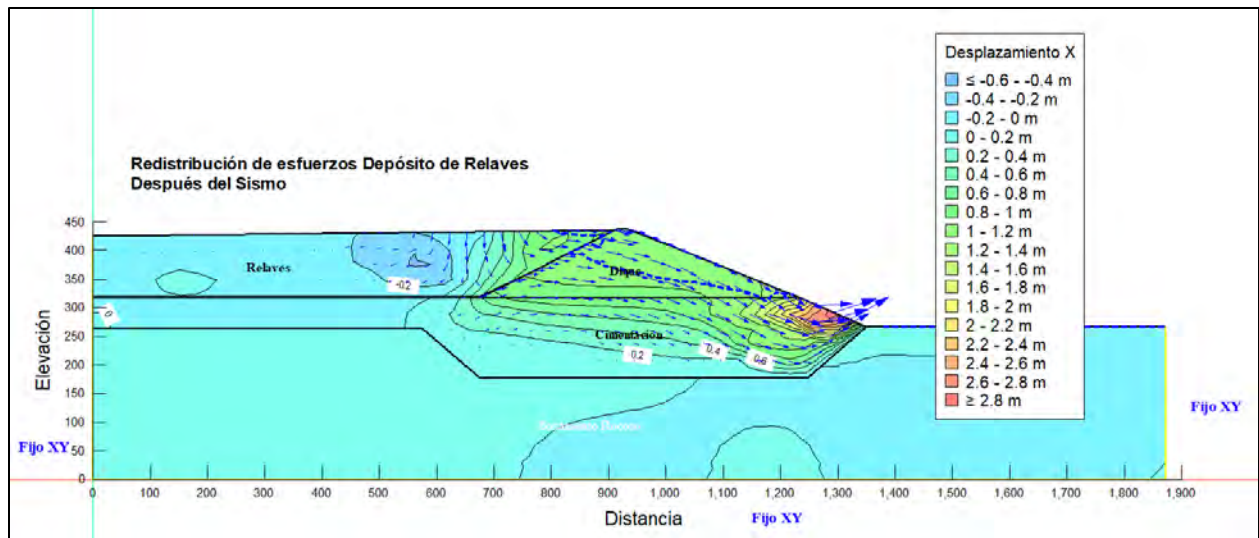 Redistribución de esfuerzos Depósito de Relaves
Después del Sismo
Desplazamiento X
≤ -0.6 - -0.4 m
-0.4 - -0.2 m
-0.2 - 0 m
0 - 0.2 m
0.2 - 0.4 m
0.4 - 0.6 m
0.6 - 0.8 m
0.8 - 1 m
1 - 1.2 m
1.2 - 1.4 m
1.4 - 1.6 m
1.6 - 1.8 m
1.8 - 2 m
2 - 2.2 m
2.2 - 2.4 m
2.4 - 2.6 m
2.6 - 2.8 m
≥ 2.8 m
Elevación
450
400
350
300
250
200
150
100
50
0
Relaves
Dique
Cimentación
-0.2
0
0.2
0.4
0.6
Fijo XY
Fijo XY
0 100 200 300 400 500 600 700 800 900 1,000 1,100 1,200 1,300 1,400 1,500 1,600 1,700 1,800 1,900
Distancia
Fijo XY